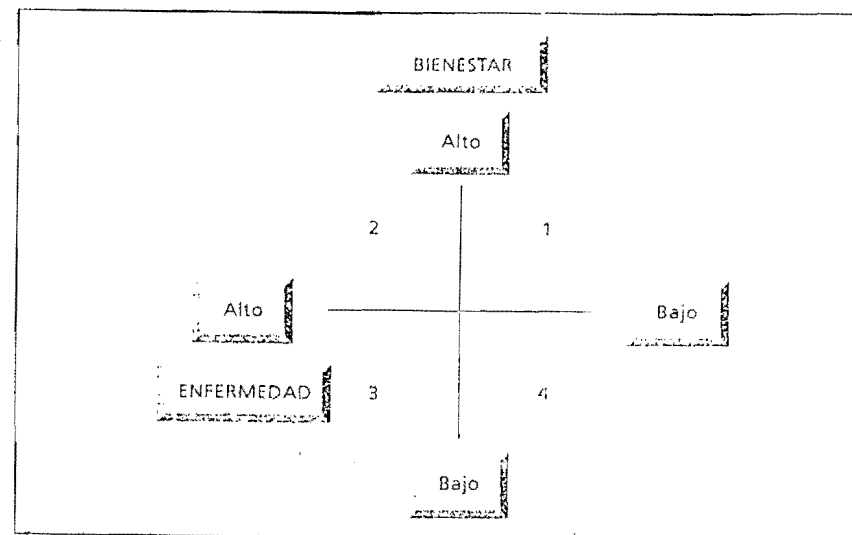 BIENESTAR
Alto
2 1
Alto Bajo
ENFERMEDAD 3 4
Bajo